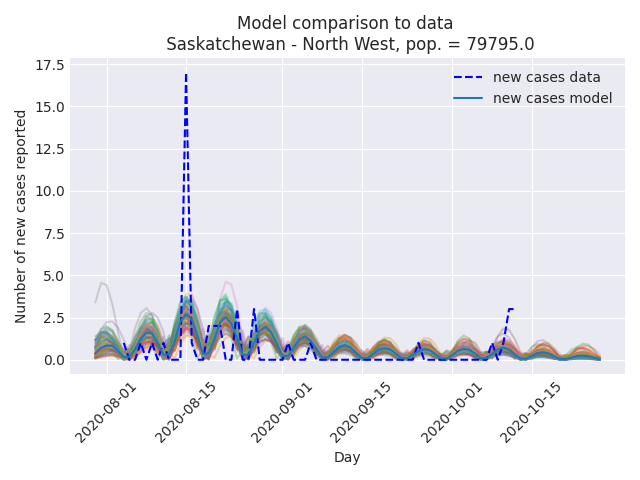 Model comparison to data
Saskatchewan - North West, pop. = 79795.0
new cases data
new cases model
Number of new cases reported
17.5
15.0
12.5
10.0
7.5
5.0
2.5
0.0
2020-08-01
2020-08-15
2020-09-01
2020-09-15
2020-10-01
2020-10-15
Day